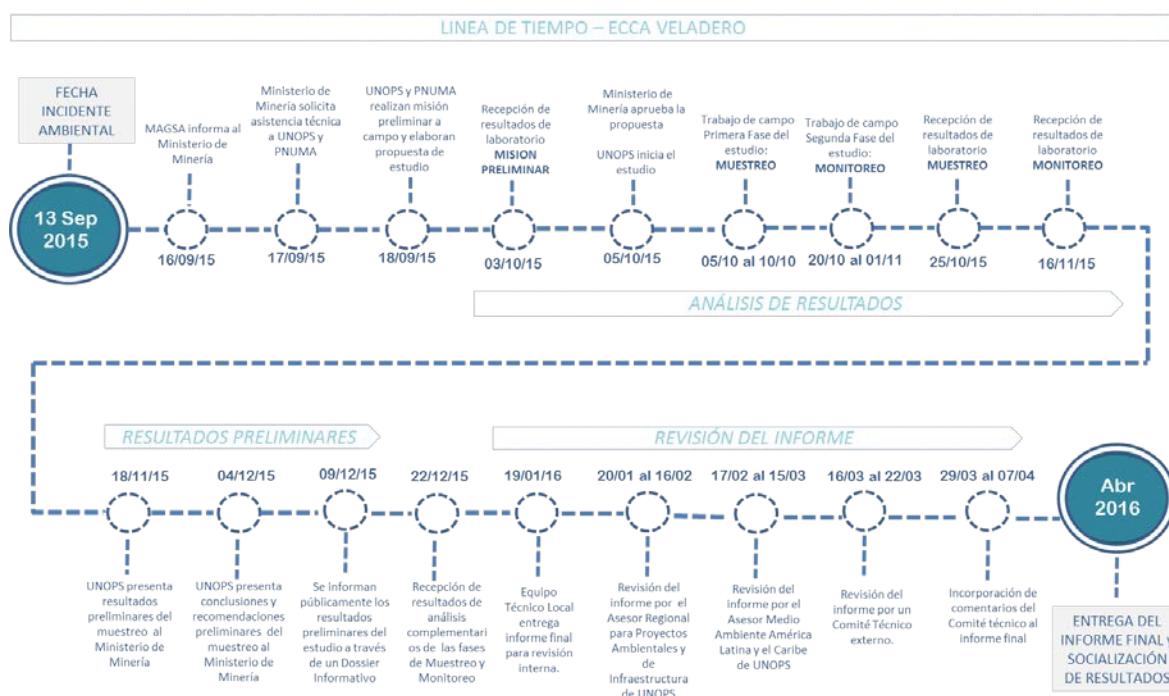 LINEA DE TIEMPO – ECCA VELADERO
FECHA
INCIDENTE
AMBIENTAL
13 Sep
2015
MAGSA informa al
Ministerio de
Minería
16/09/15
Ministerio de
Minería solicita
asistencia técnica
a UNOPS y
PNUMA
17/09/15
UNOPS y PNUMA
realizan misión
preliminar a
campo y elaboran
propuesta de
estudio
18/09/15
Recepción de
resultados de
laboratorio
MISION
PRELIMINAR
03/10/15
Ministerio de
Minería aprueba la
propuesta
UNOPS inicia el
estudio
05/10/15
Trabajo de campo
Primera Fase del
estudio:
MUESTREO
05/10 al 10/10
Trabajo de campo
Segunda Fase del
estudio:
MONITOREO
20/10 al 01/11
Recepción de
resultados de
laboratorio
MUESTREO
25/10/15
Recepción de
resultados de
laboratorio
MONITOREO
16/11/15
ANÁLISIS DE RESULTADOS
RESULTADOS PRELIMINARES
REVISIÓN DEL INFORME
18/11/15
UNOPS presenta
resultados
preliminares del
muestreo al
Ministerio de
Minería
04/12/15
UNOPS presenta
conclusiones y
recomendaciones
preliminares del
muestreo al
Ministerio de
Minería
09/12/15
Se informan
públicamente los
resultados
preliminares del
estudio a través
de un Dossier
Informativo
22/12/15
Recepción de
resultados de
análisis
complementari
os de las fases
de Muestreo y
Monitoreo
19/01/16
Equipo
Técnico Local
entrega
informe final
para revisión
interna.
20/01 al 16/02
Revisión del
informe por el
Asesor Regional
para Proyectos
Ambientales y
de
Infraestructura
de UNOPS
17/02 al 15/03
Revisión del
informe por el
Asesor Medio
Ambiente América
Latina y el Caribe
de UNOPS
16/03 al 22/03
Revisión del
informe por un
Comité Técnico
externo.
29/03 al 07/04
Incorporación de
comentarios del
Comité técnico al
informe final
Abr
2016
ENTREGA DEL
INFORME FINAL y
SOCIALIZACIÓN
DE RESULTADOS